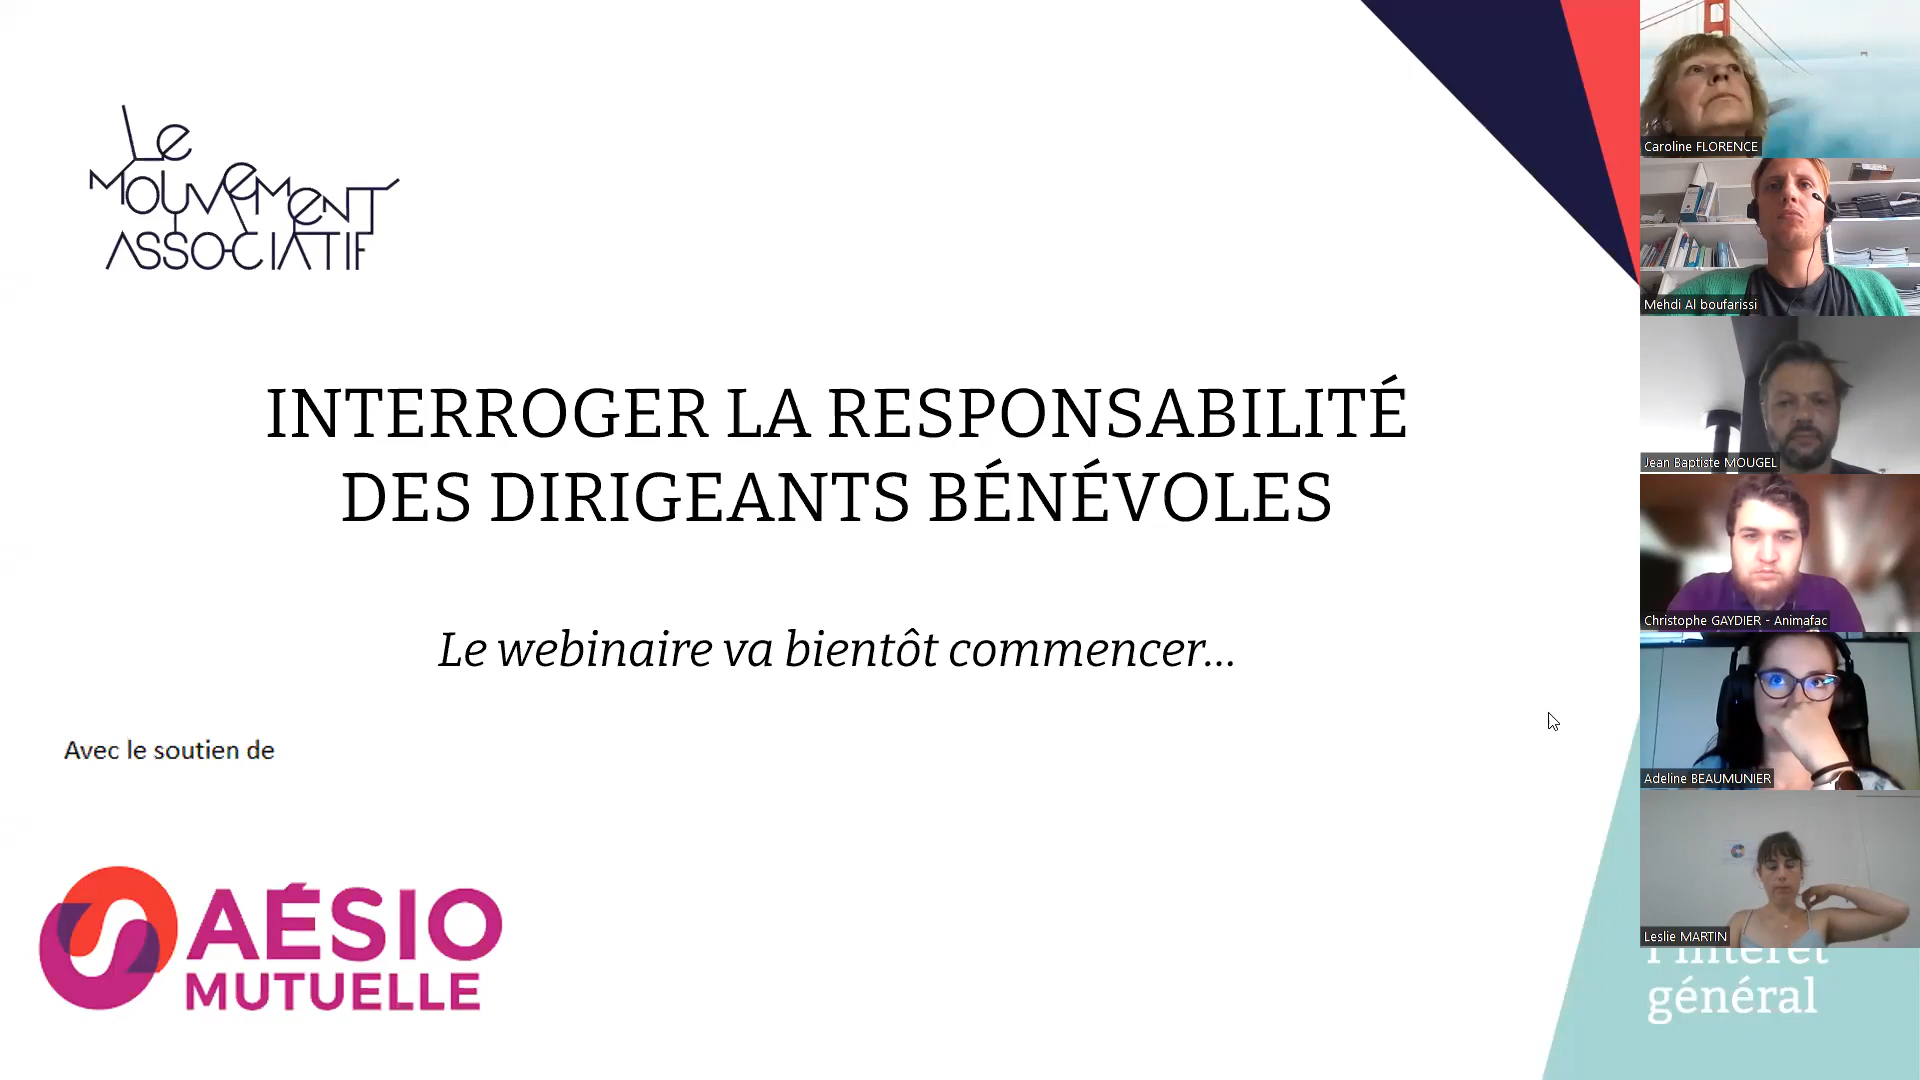 Le
MOUVEMENT
ASSOCIATIF
INTERROGER LA RESPONSABILITÉ
DES DIRIGEANTS BÉNÉVOLES
Le webinaire va bientôt commencer...
Avec le soutien de
AÉSIO
MUTUELLE
Caroline FLORENCE
Mehdi Al boufarissi
Jean Baptiste MOUGEL
Christophe GAYDIER - Animafac
Adeline BEAUMUNIER
Leslie MARTIN
l'intérêt
général